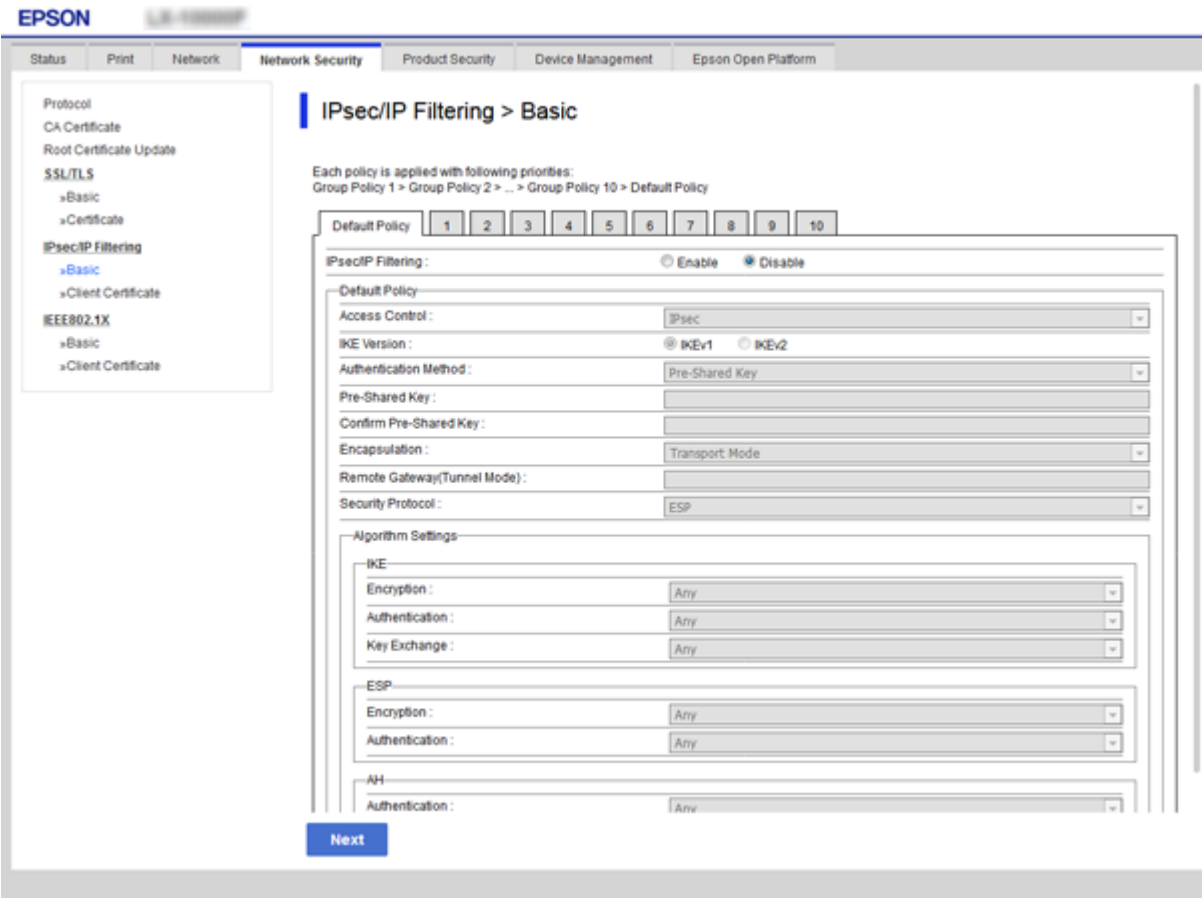 EPSON
Status Print Network Network Security Product Security Device Management Epson Open Platform
Protocol
CA Certificate
Root Certificate Update
SSL/TLS
»Basic
»Certificate
IPsec/IP Filtering
»Basic
»Client Certificate
IEEE802.1X
»Basic
»Client Certificate
IPsec/IP Filtering > Basic
Each policy is applied with following priorities:
Group Policy 1 > Group Policy 2 > ... > Group Policy 10 > Default Policy
Default Policy 1 2 3 4 5 6 7 8 9 10
IPsec/IP Filtering : Enable Disable
Default Policy
Access Control : IPsec
IKE Version : IKEv1 IKEv2
Authentication Method : Pre-Shared Key
Pre-Shared Key :
Confirm Pre-Shared Key :
Encapsulation : Transport Mode
Remote Gateway(Tunnel Mode) :
Security Protocol : ESP
Algorithm Settings
IKE
Encryption : Any
Authentication : Any
Key Exchange : Any
ESP
Encryption : Any
Authentication : Any
AH
Authentication : Any
Next